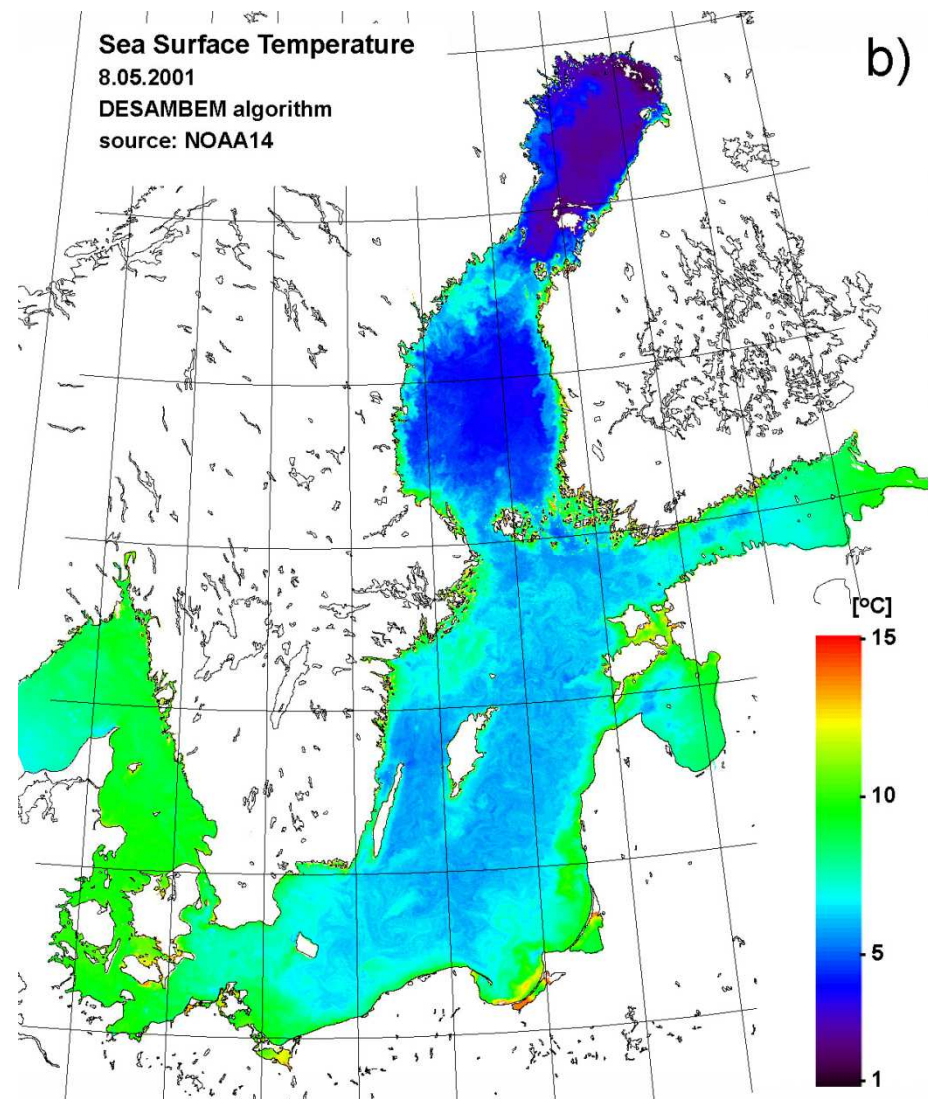 Sea Surface Temperature
8.05.2001
DESAMBEM algorithm
source: NOAA14
b)
[°C]
15
10
5
1